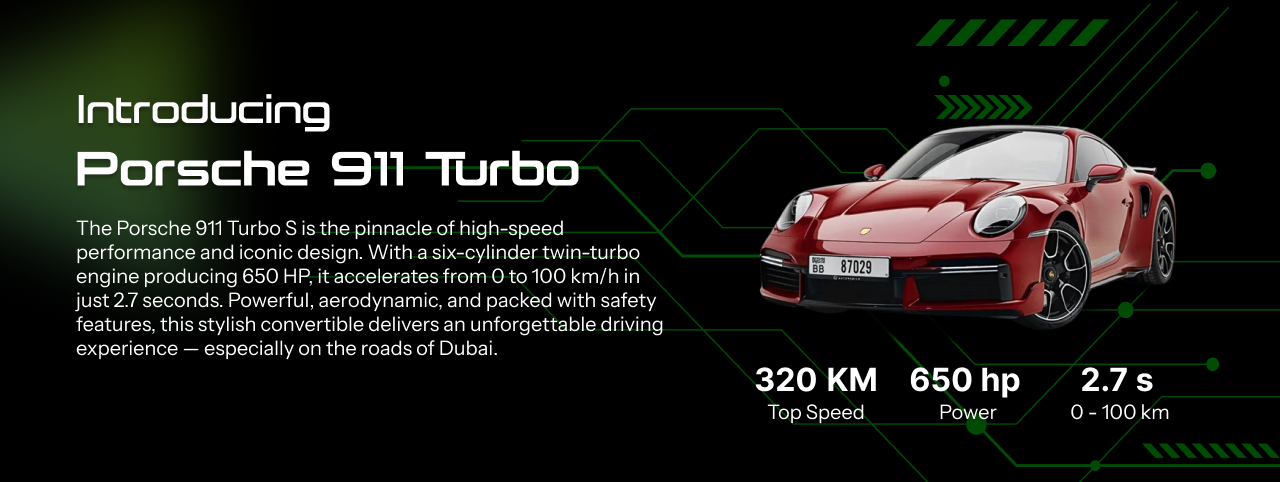 Introducing
Porsche 911 Turbo
The Porsche 911 Turbo S is the pinnacle of high-speed
performance and iconic design. With a six-cylinder twin-turbo
engine producing 650 HP, it accelerates from 0 to 100 km/h in
just 2.7 seconds. Powerful, aerodynamic, and packed with safety
features, this stylish convertible delivers an unforgettable driving
experience — especially on the roads of Dubai.
BB 87029
320 KM 650 hp 2.7 s
Top Speed Power 0 - 100 km